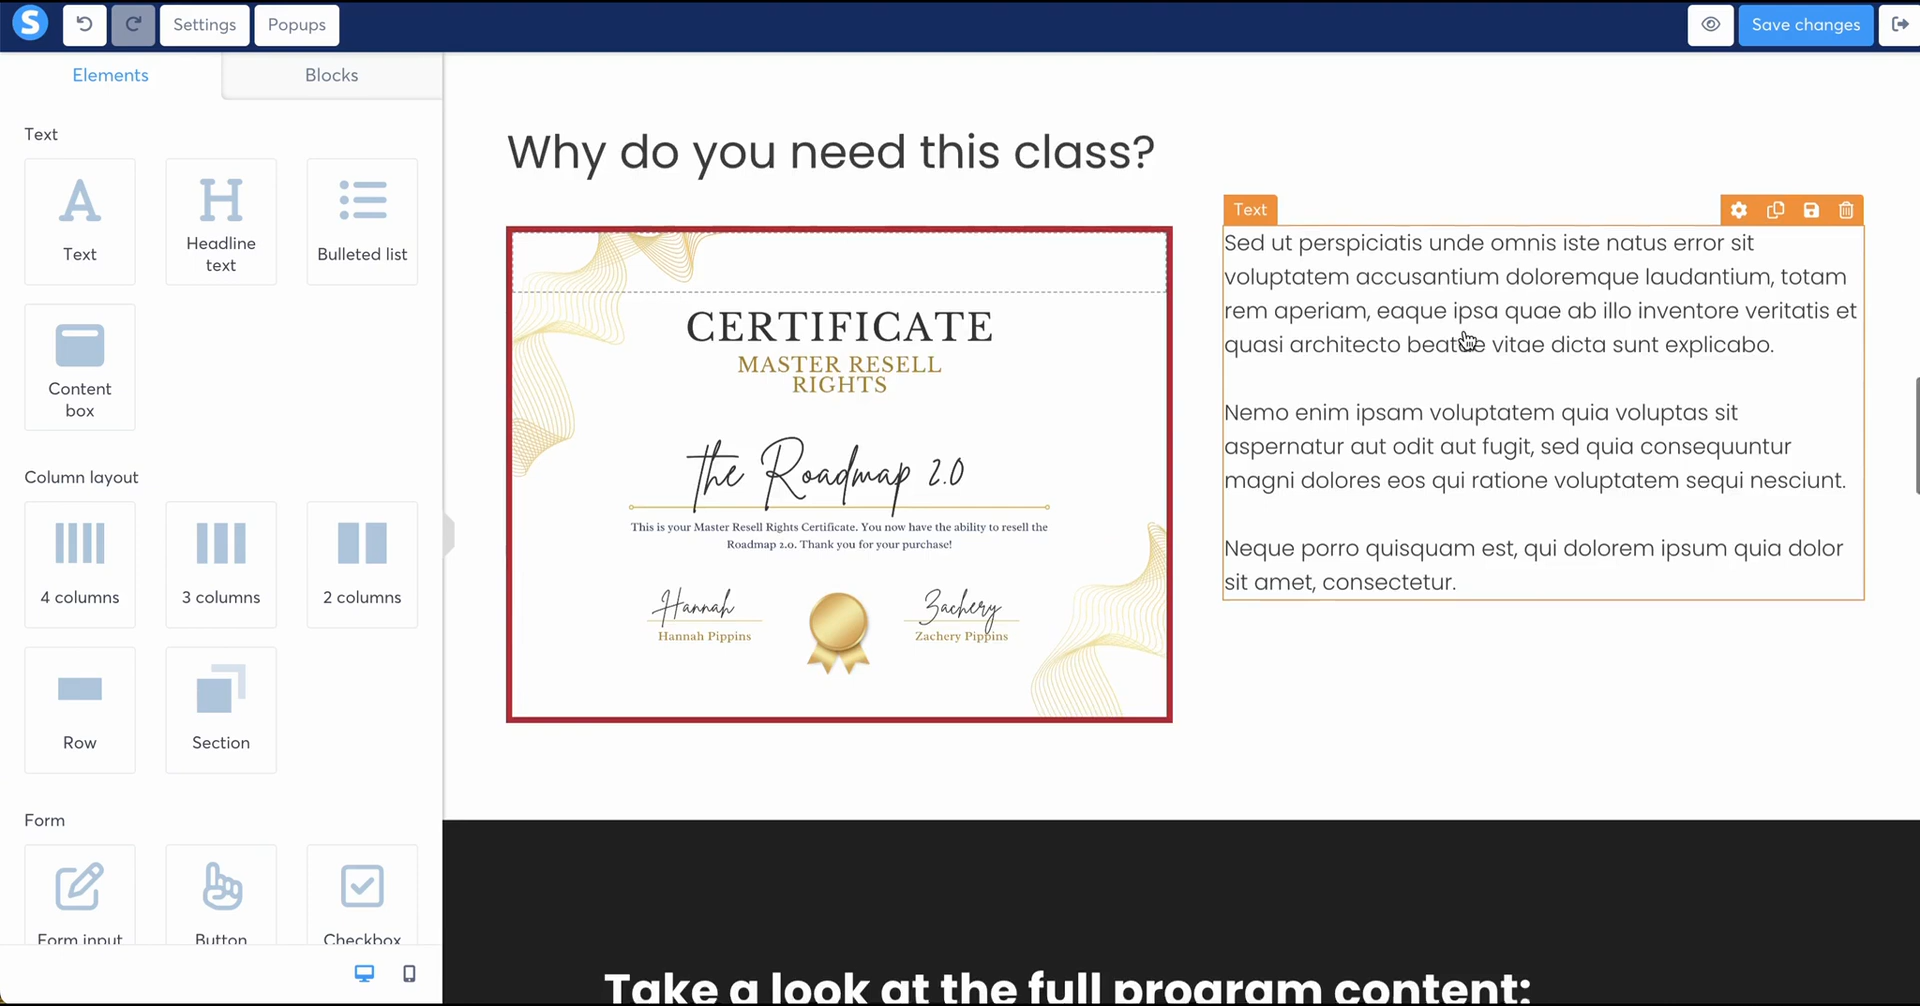 S
Settings
Popups
Save changes
Elements
Blocks
Text
Text
Headline
text
Bulleted list
Content
box
Column layout
4 columns
3 columns
2 columns
Row
Section
Form
Form input
Button
Checkbox
Why do you need this class?
CERTIFICATE
MASTER RESELL
RIGHTS
the Roadmap 2.0
This is your Master Resell Rights Certificate. You now have the ability to resell the
Roadmap 2.0. Thank you for your purchase!
Hannah
Hannah Pippins
Zachery
Zachery Pippins
Text
Sed ut perspiciatis unde omnis iste natus error sit
voluptatem accusantium doloremque laudantium, totam
rem aperiam, eaque ipsa quae ab illo inventore veritatis et
quasi architecto beatae vitae dicta sunt explicabo.
Nemo enim ipsam voluptatem quia voluptas sit
aspernatur aut odit aut fugit, sed quia consequuntur
magni dolores eos qui ratione voluptatem sequi nesciunt.
Neque porro quisquam est, qui dolorem ipsum quia dolor
sit amet, consectetur.
Take a look at the full program content: